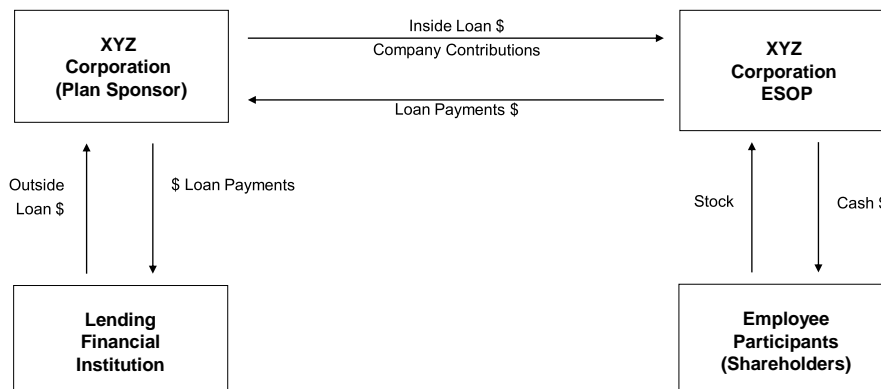 XYZ
Corporation
(Plan Sponsor)
Inside Loan $
Company Contributions
Loan Payments $
XYZ
Corporation
ESOP
Outside
Loan $
$ Loan Payments
Stock
Cash $
Lending
Financial
Institution
Employee
Participants
(Shareholders)